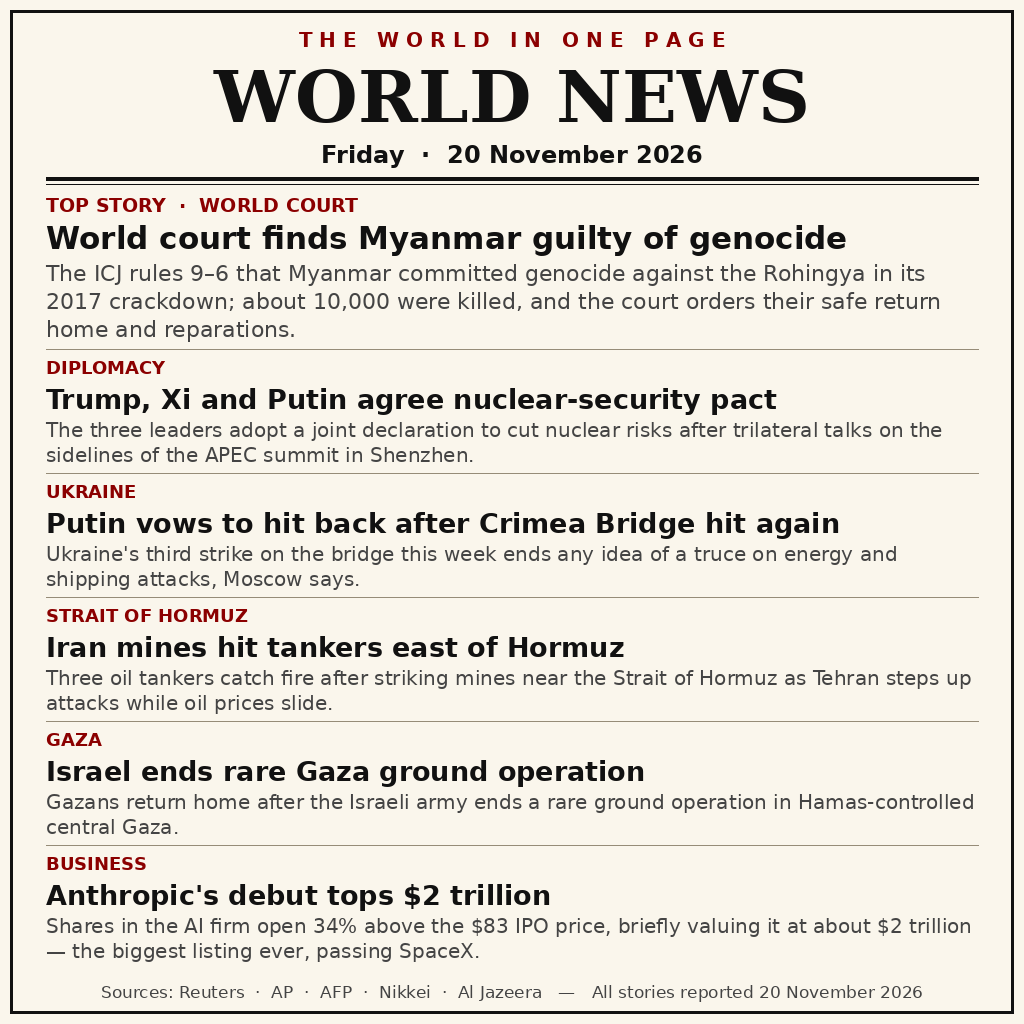 THE WORLD IN ONE PAGE
WORLD NEWS
Friday · 20 November 2026
TOP STORY · WORLD COURT
World court finds Myanmar guilty of genocide
The ICJ rules 9–6 that Myanmar committed genocide against the Rohingya in its
2017 crackdown; about 10,000 were killed, and the court orders their safe return
home and reparations.
DIPLOMACY
Trump, Xi and Putin agree nuclear-security pact
The three leaders adopt a joint declaration to cut nuclear risks after trilateral talks on the
sidelines of the APEC summit in Shenzhen.
UKRAINE
Putin vows to hit back after Crimea Bridge hit again
Ukraine's third strike on the bridge this week ends any idea of a truce on energy and
shipping attacks, Moscow says.
STRAIT OF HORMUZ
Iran mines hit tankers east of Hormuz
Three oil tankers catch fire after striking mines near the Strait of Hormuz as Tehran steps up
attacks while oil prices slide.
GAZA
Israel ends rare Gaza ground operation
Gazans return home after the Israeli army ends a rare ground operation in Hamas-controlled
central Gaza.
BUSINESS
Anthropic's debut tops $2 trillion
Shares in the AI firm open 34% above the $83 IPO price, briefly valuing it at about $2 trillion
— the biggest listing ever, passing SpaceX.
Sources: Reuters · AP · AFP · Nikkei · Al Jazeera — All stories reported 20 November 2026